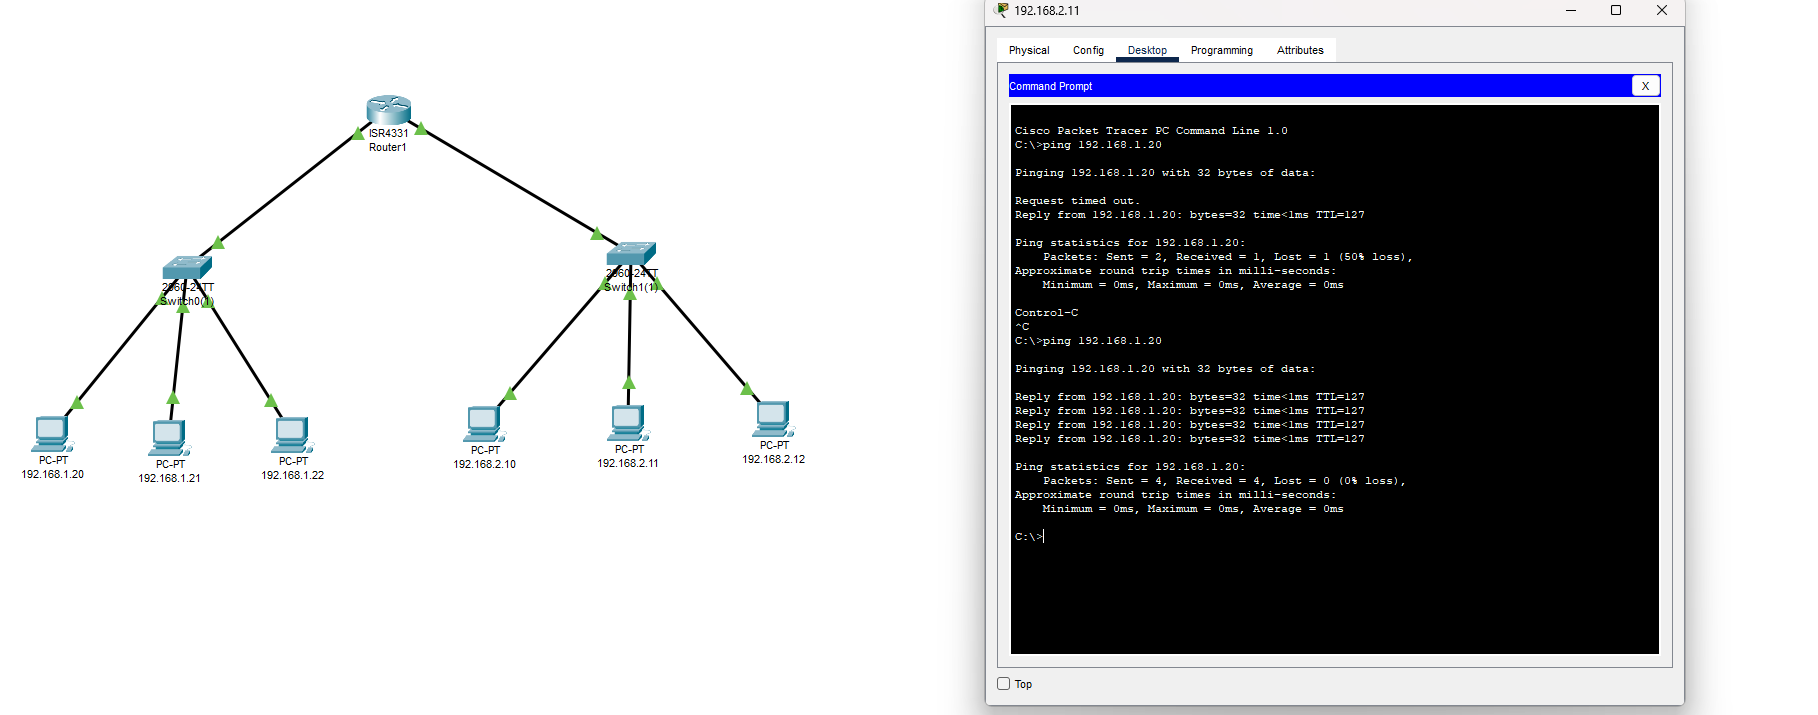 ISR4331
Router1
2960-24TT
Switch0(1)
2960-24TT
Switch1(1)
PC-PT
192.168.1.20
PC-PT
192.168.1.21
PC-PT
192.168.1.22
PC-PT
192.168.2.10
PC-PT
192.168.2.11
PC-PT
192.168.2.12
192.168.2.11
Physical Config Desktop Programming Attributes
Command Prompt X
Cisco Packet Tracer PC Command Line 1.0
C:\>ping 192.168.1.20
Pinging 192.168.1.20 with 32 bytes of data:
Request timed out.
Reply from 192.168.1.20: bytes=32 time<1ms TTL=127
Ping statistics for 192.168.1.20:
Packets: Sent = 2, Received = 1, Lost = 1 (50% loss),
Approximate round trip times in milli-seconds:
Minimum = 0ms, Maximum = 0ms, Average = 0ms
Control-C
^C
C:\>ping 192.168.1.20
Pinging 192.168.1.20 with 32 bytes of data:
Reply from 192.168.1.20: bytes=32 time<1ms TTL=127
Reply from 192.168.1.20: bytes=32 time<1ms TTL=127
Reply from 192.168.1.20: bytes=32 time<1ms TTL=127
Reply from 192.168.1.20: bytes=32 time<1ms TTL=127
Ping statistics for 192.168.1.20:
Packets: Sent = 4, Received = 4, Lost = 0 (0% loss),
Approximate round trip times in milli-seconds:
Minimum = 0ms, Maximum = 0ms, Average = 0ms
C:\>
Top